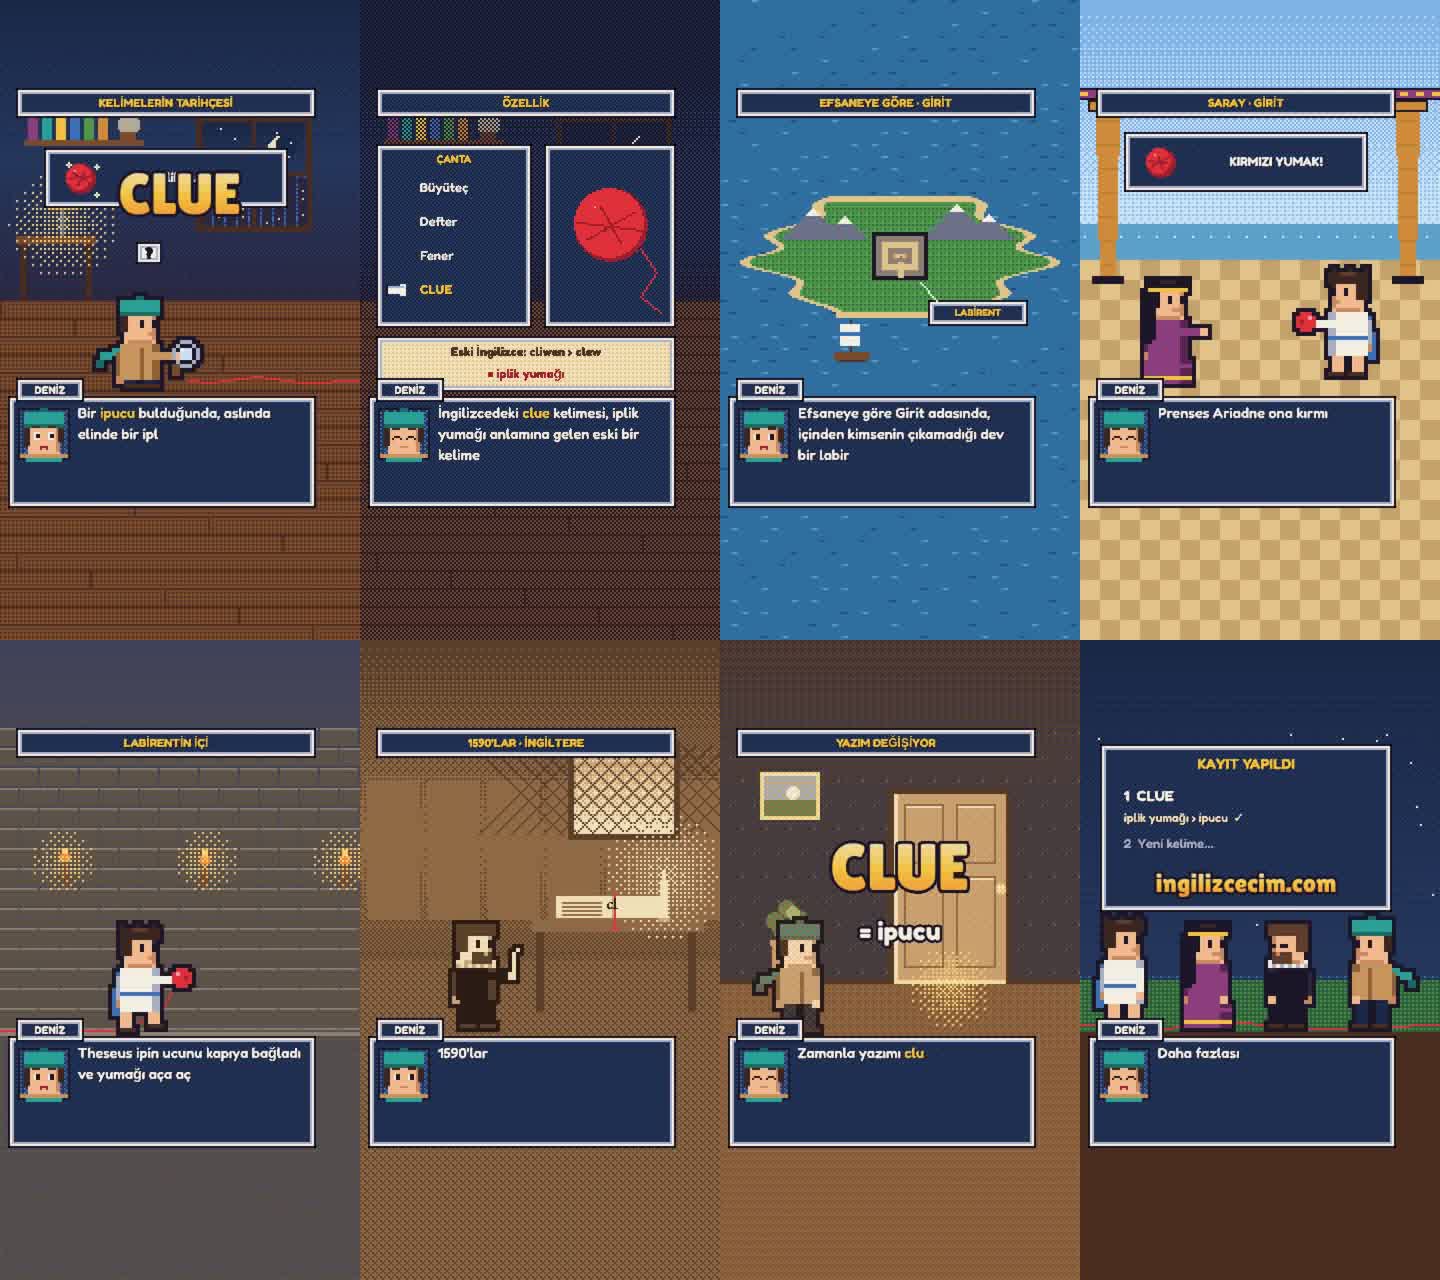 KELİMELERİN TARİHÇESİ
CLUE
?
DENİZ
Bir ipucu bulduğunda, aslında
elinde bir ipl
ÖZELLİK
ÇANTA
Büyüteç
Defter
Fener
CLUE
Eski İngilizce: cliwen › clew
= iplik yumağı
DENİZ
İngilizcedeki clue kelimesi, iplik
yumağı anlamına gelen eski bir
kelime
EFSANEYE GÖRE · GİRİT
LABİRENT
DENİZ
Efsaneye göre Girit adasında,
içinden kimsenin çıkamadığı dev
bir labir
SARAY · GİRİT
KIRMIZI YUMAK!
DENİZ
Prenses Ariadne ona kırmı
LABİRENTİN İÇİ
DENİZ
Theseus ipin ucunu kapıya bağladı
ve yumağı aça aç
1590'LAR · İNGİLTERE
cl
DENİZ
1590'lar
YAZIM DEĞİŞİYOR
CLUE
= ipucu
DENİZ
Zamanla yazımı clu
KAYIT YAPILDI
1 CLUE
iplik yumağı › ipucu ✓
2 Yeni kelime...
ingilizcecim.com
DENİZ
Daha fazlası